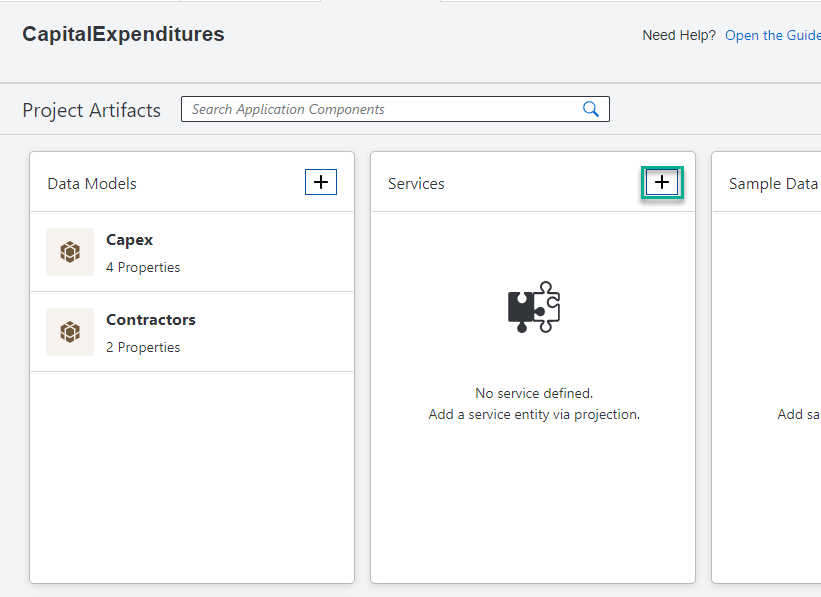 CapitalExpenditures
Need Help? Open the Guide
Project Artifacts
Search Application Components
Data Models
Capex
4 Properties
Contractors
2 Properties
Services
No service defined.
Add a service entity via projection.
Sample Data
Add sa